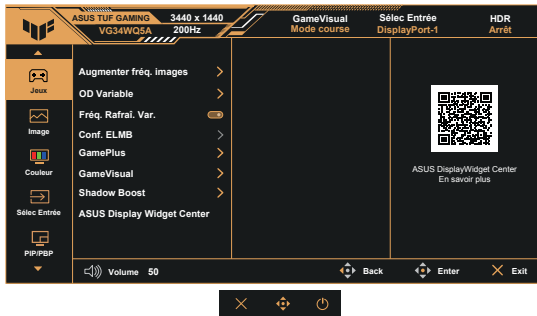 ASUS TUF GAMING 3440 x 1440
VG34WQ5A 200Hz
GameVisual
Mode course
Sélec Entrée
DisplayPort-1
HDR
Arrêt
Jeux
Image
Couleur
Sélec Entrée
PIP/PBP
Augmenter fréq. images
OD Variable
Fréq. Rafraî. Var.
Conf. ELMB
GamePlus
GameVisual
Shadow Boost
ASUS Display Widget Center
ASUS DisplayWidget Center
En savoir plus
Volume 50
Back
Enter
Exit